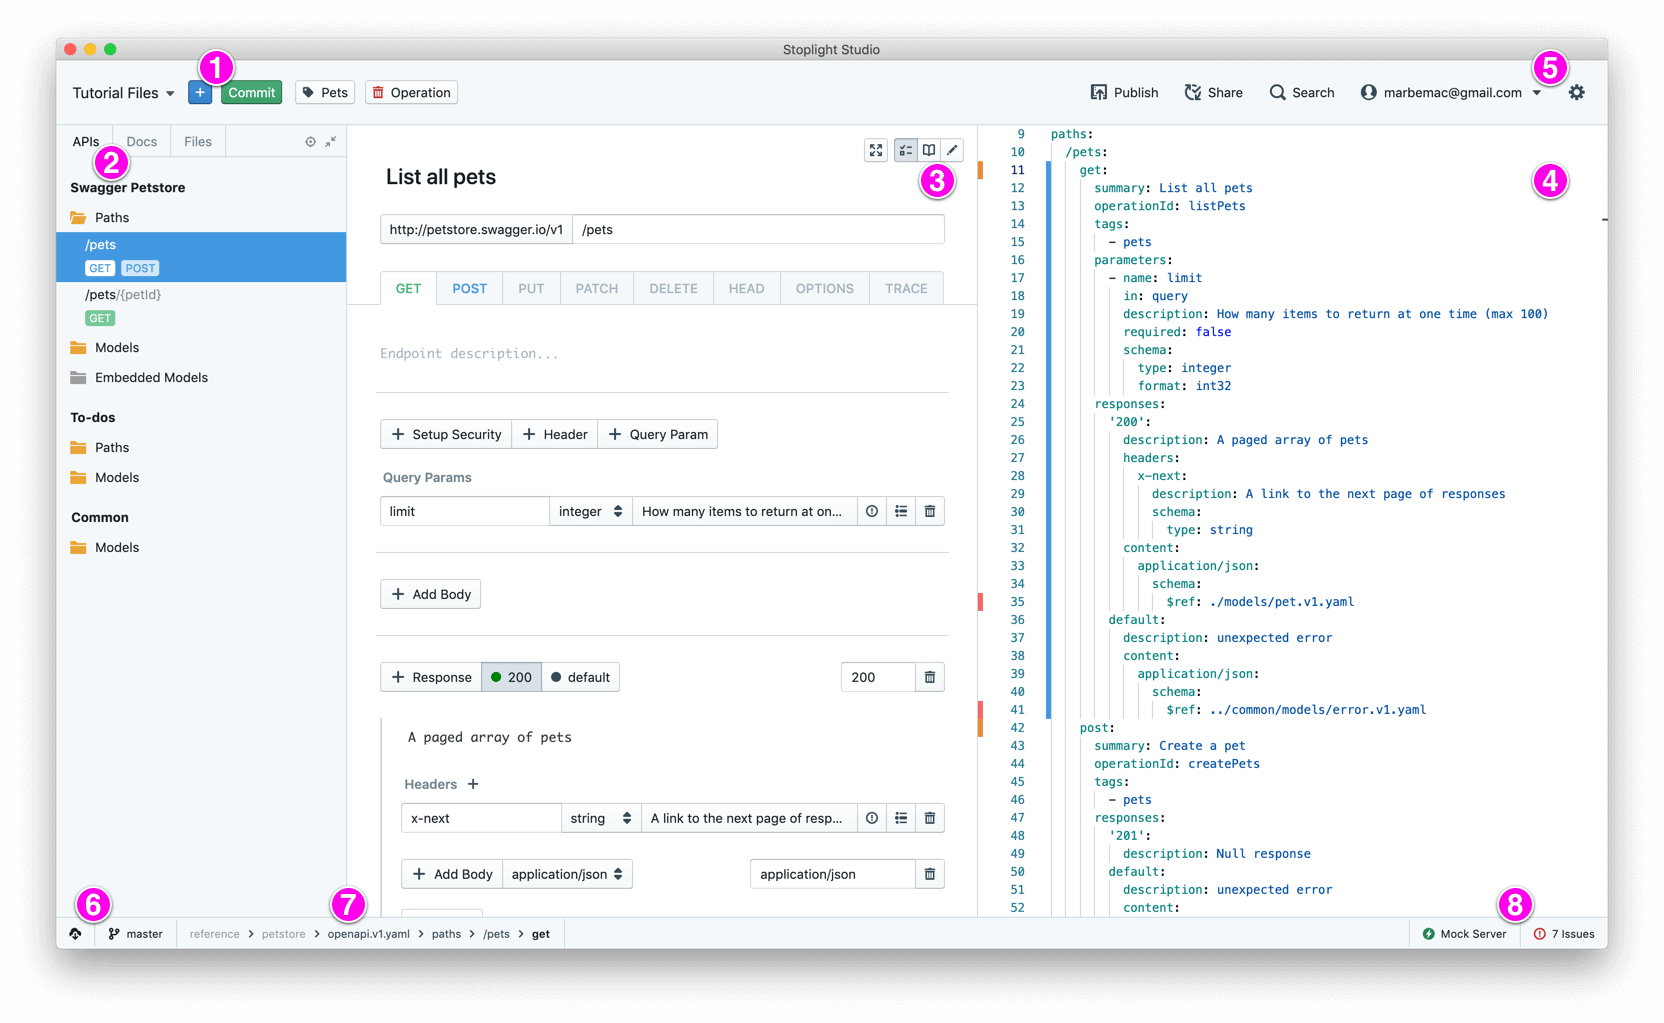 Stoplight Studio
1
5
Tutorial Files
+
Commit
Pets
Operation
Publish
Share
Search
marbemac@gmail.com
APIs
Docs
Files
2
Swagger Petstore
Paths
/pets
GET POST
/pets/{petId}
GET
Models
Embedded Models
To-dos
Paths
Models
Common
Models
3
List all pets
http://petstore.swagger.io/v1 /pets
GET POST PUT PATCH DELETE HEAD OPTIONS TRACE
Endpoint description...
+ Setup Security + Header + Query Param
Query Params
limit integer How many items to return at on...
+ Add Body
+ Response 200 default 200
A paged array of pets
Headers +
x-next string A link to the next page of resp...
+ Add Body application/json application/json
4
9 paths:
10 /pets:
11 get:
12 summary: List all pets
13 operationId: listPets
14 tags:
15 - pets
16 parameters:
17 - name: limit
18 in: query
19 description: How many items to return at one time (max 100)
20 required: false
21 schema:
22 type: integer
23 format: int32
24 responses:
25 '200':
26 description: A paged array of pets
27 headers:
28 x-next:
29 description: A link to the next page of responses
30 schema:
31 type: string
32 content:
33 application/json:
34 schema:
35 $ref: ./models/pet.v1.yaml
36 default:
37 description: unexpected error
38 content:
39 application/json:
40 schema:
41 $ref: ../common/models/error.v1.yaml
42 post:
43 summary: Create a pet
44 operationId: createPets
45 tags:
46 - pets
47 responses:
48 '201':
49 description: Null response
50 default:
51 description: unexpected error
52 content:
6
7
8
master
reference > petstore > openapi.v1.yaml > paths > /pets > get
Mock Server
7 Issues